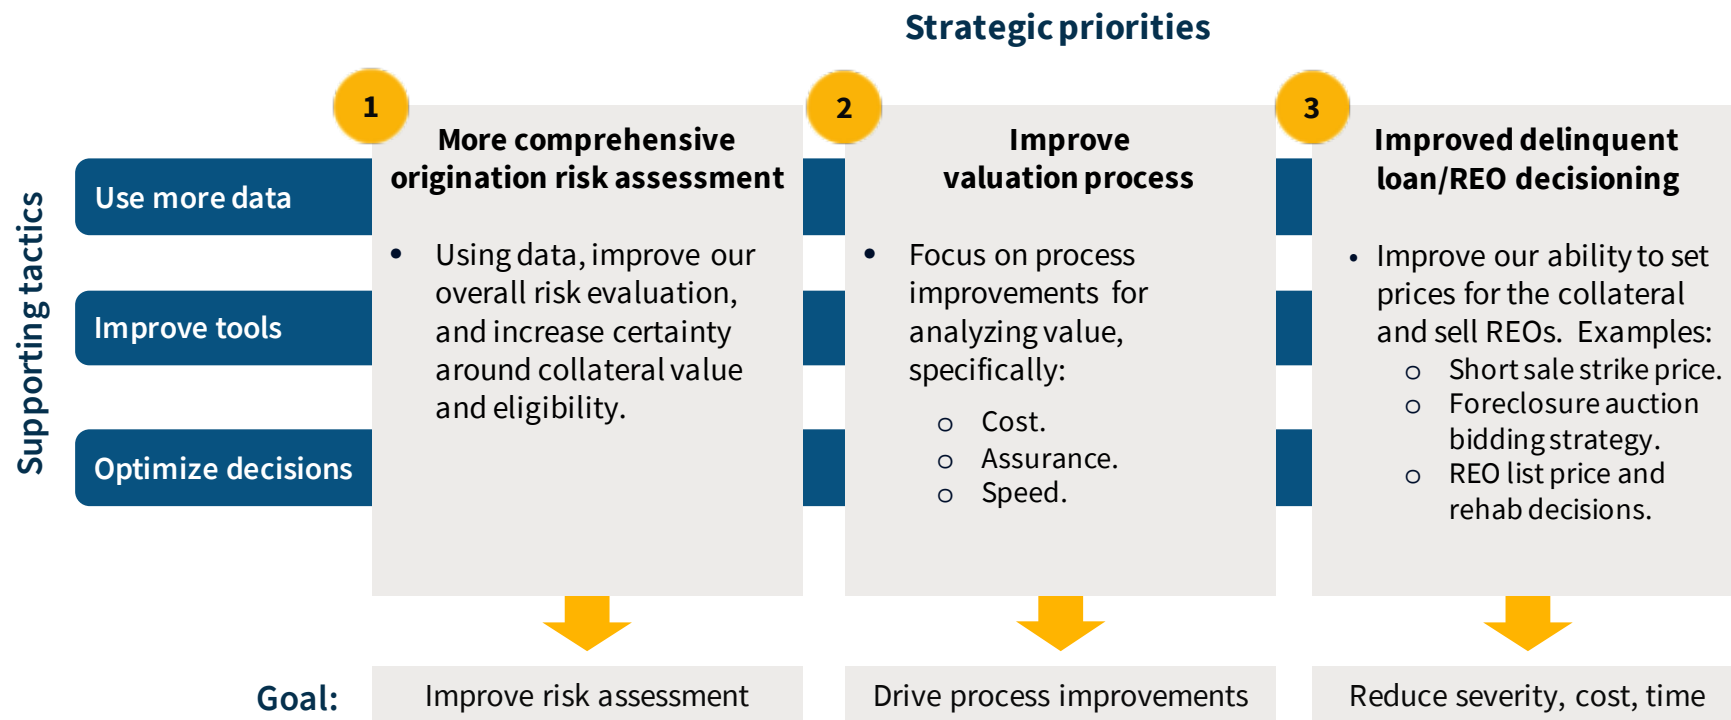 Strategic priorities
Supporting tactics
Use more data
Improve tools
Optimize decisions
1
More comprehensive
origination risk assessment
• Using data, improve our
overall risk evaluation,
and increase certainty
around collateral value
and eligibility.
2
Improve
valuation process
• Focus on process
improvements for
analyzing value,
specifically:
o Cost.
o Assurance.
o Speed.
3
Improved delinquent
loan/REO decisioning
• Improve our ability to set
prices for the collateral
and sell REOs. Examples:
o Short sale strike price.
o Foreclosure auction
bidding strategy.
o REO list price and
rehab decisions.
Goal:
Improve risk assessment
Drive process improvements
Reduce severity, cost, time